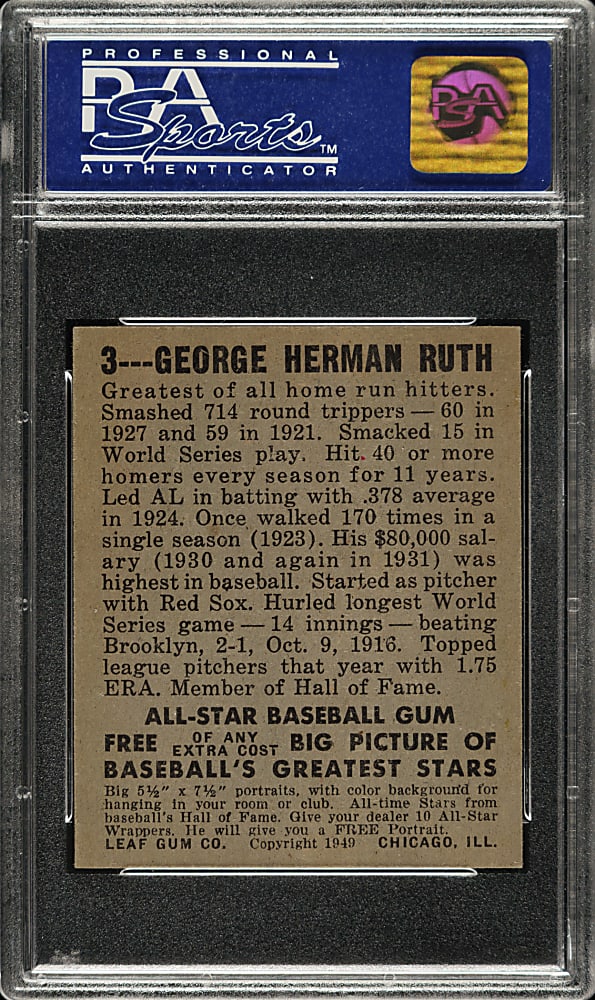 PROFESSIONAL
PSA
Sports™
AUTHENTICATOR
PSA
3---GEORGE HERMAN RUTH
Greatest of all home run hitters.
Smashed 714 round trippers — 60 in
1927 and 59 in 1921. Smacked 15 in
World Series play. Hit 40 or more
homers every season for 11 years.
Led AL in batting with .378 average
in 1924. Once walked 170 times in a
single season (1923). His $80,000 sal-
ary (1930 and again in 1931) was
highest in baseball. Started as pitcher
with Red Sox. Hurled longest World
Series game — 14 innings — beating
Brooklyn, 2-1, Oct. 9, 1916. Topped
league pitchers that year with 1.75
ERA. Member of Hall of Fame.
ALL-STAR BASEBALL GUM
FREE OF ANY EXTRA COST BIG PICTURE OF
BASEBALL'S GREATEST STARS
Big 5½" x 7½" portraits, with color background for
hanging in your room or club. All-time Stars from
baseball's Hall of Fame. Give your dealer 10 All-Star
Wrappers. He will give you a FREE Portrait.
LEAF GUM CO. Copyright 1949 CHICAGO, ILL.